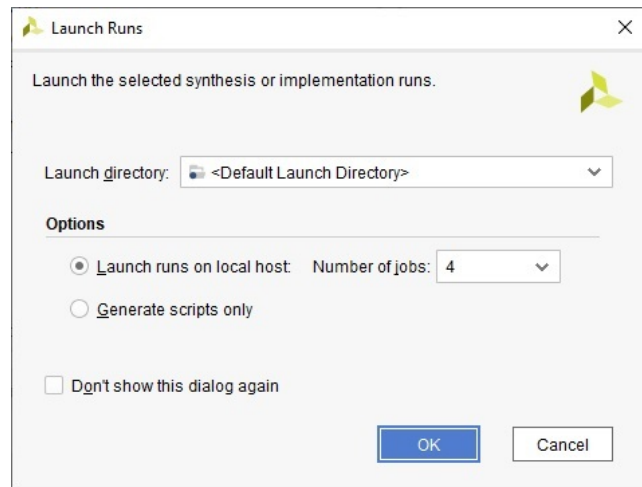 Launch Runs
Launch the selected synthesis or implementation runs.
Launch directory: <Default Launch Directory>
Options
Launch runs on local host: Number of jobs: 4
Generate scripts only
Don't show this dialog again
OK Cancel